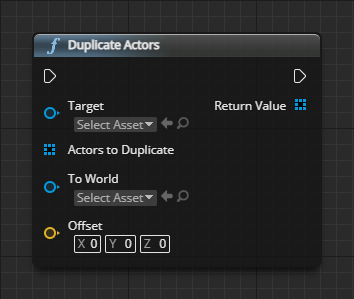 f Duplicate Actors
Target Return Value
Select Asset
Actors to Duplicate
To World
Select Asset
Offset
X 0 Y 0 Z 0